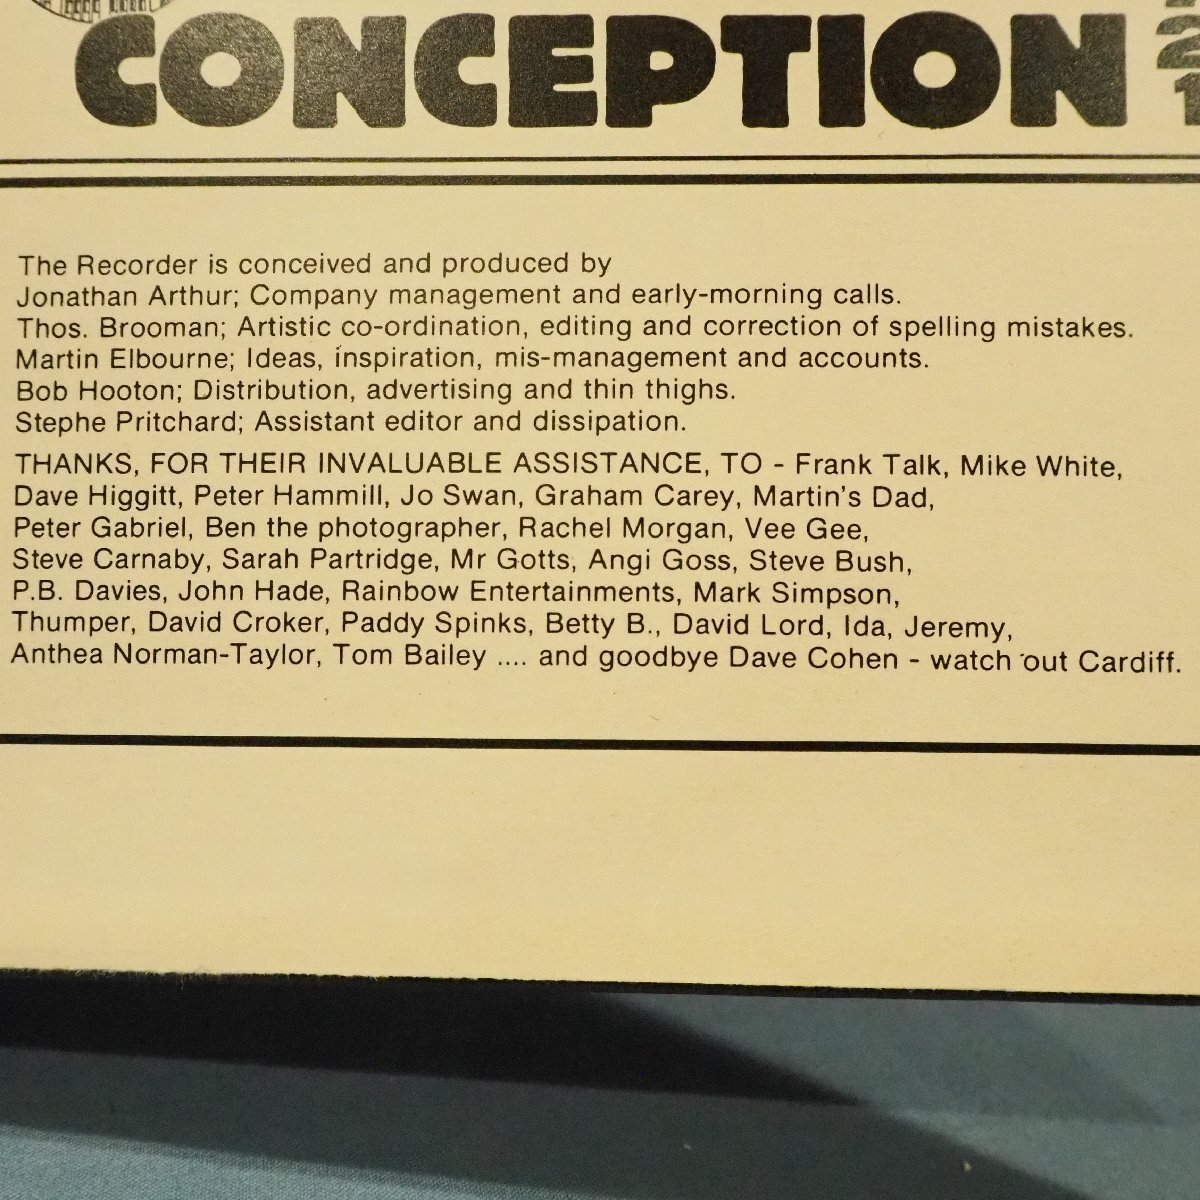 CONCEPTION
The Recorder is conceived and produced by
Jonathan Arthur; Company management and early-morning calls.
Thos. Brooman; Artistic co-ordination, editing and correction of spelling mistakes.
Martin Elbourne; Ideas, inspiration, mis-management and accounts.
Bob Hooton; Distribution, advertising and thin thighs.
Stephe Pritchard; Assistant editor and dissipation.
THANKS, FOR THEIR INVALUABLE ASSISTANCE, TO - Frank Talk, Mike White,
Dave Higgitt, Peter Hammill, Jo Swan, Graham Carey, Martin's Dad,
Peter Gabriel, Ben the photographer, Rachel Morgan, Vee Gee,
Steve Carnaby, Sarah Partridge, Mr Gotts, Angi Goss, Steve Bush,
P.B. Davies, John Hade, Rainbow Entertainments, Mark Simpson,
Thumper, David Croker, Paddy Spinks, Betty B., David Lord, Ida, Jeremy,
Anthea Norman-Taylor, Tom Bailey .... and goodbye Dave Cohen - watch out Cardiff.